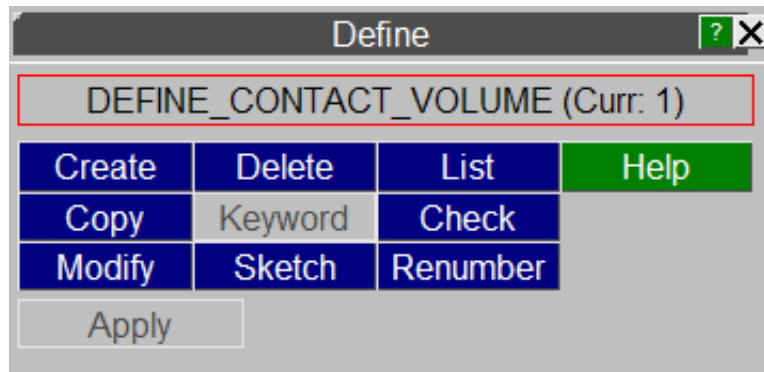 Define ? X
DEFINE_CONTACT_VOLUME (Curr: 1)
Create Delete List Help
Copy Keyword Check
Modify Sketch Renumber
Apply